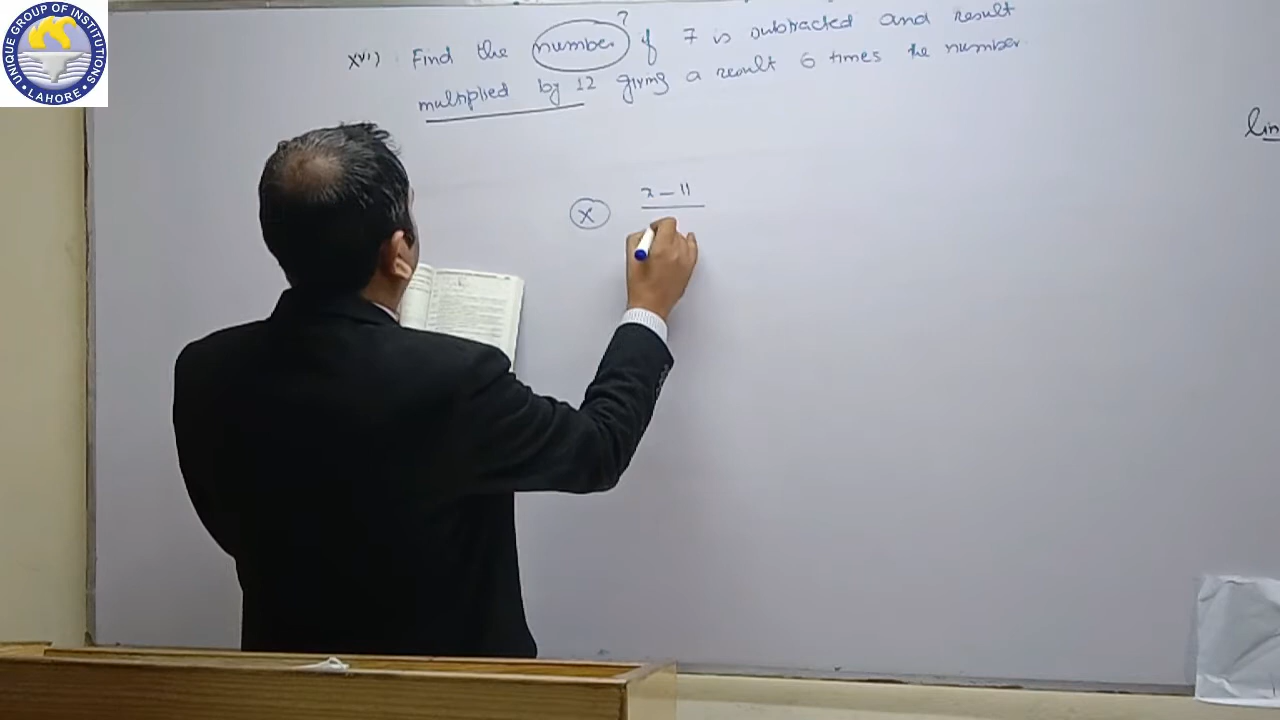 UNIQUE GROUP OF INSTITUTIONS
• LAHORE •
?
xvi) Find the number if 7 is subtracted and result
multiplied by 12 giving a result 6 times the number
lin
x x - 11